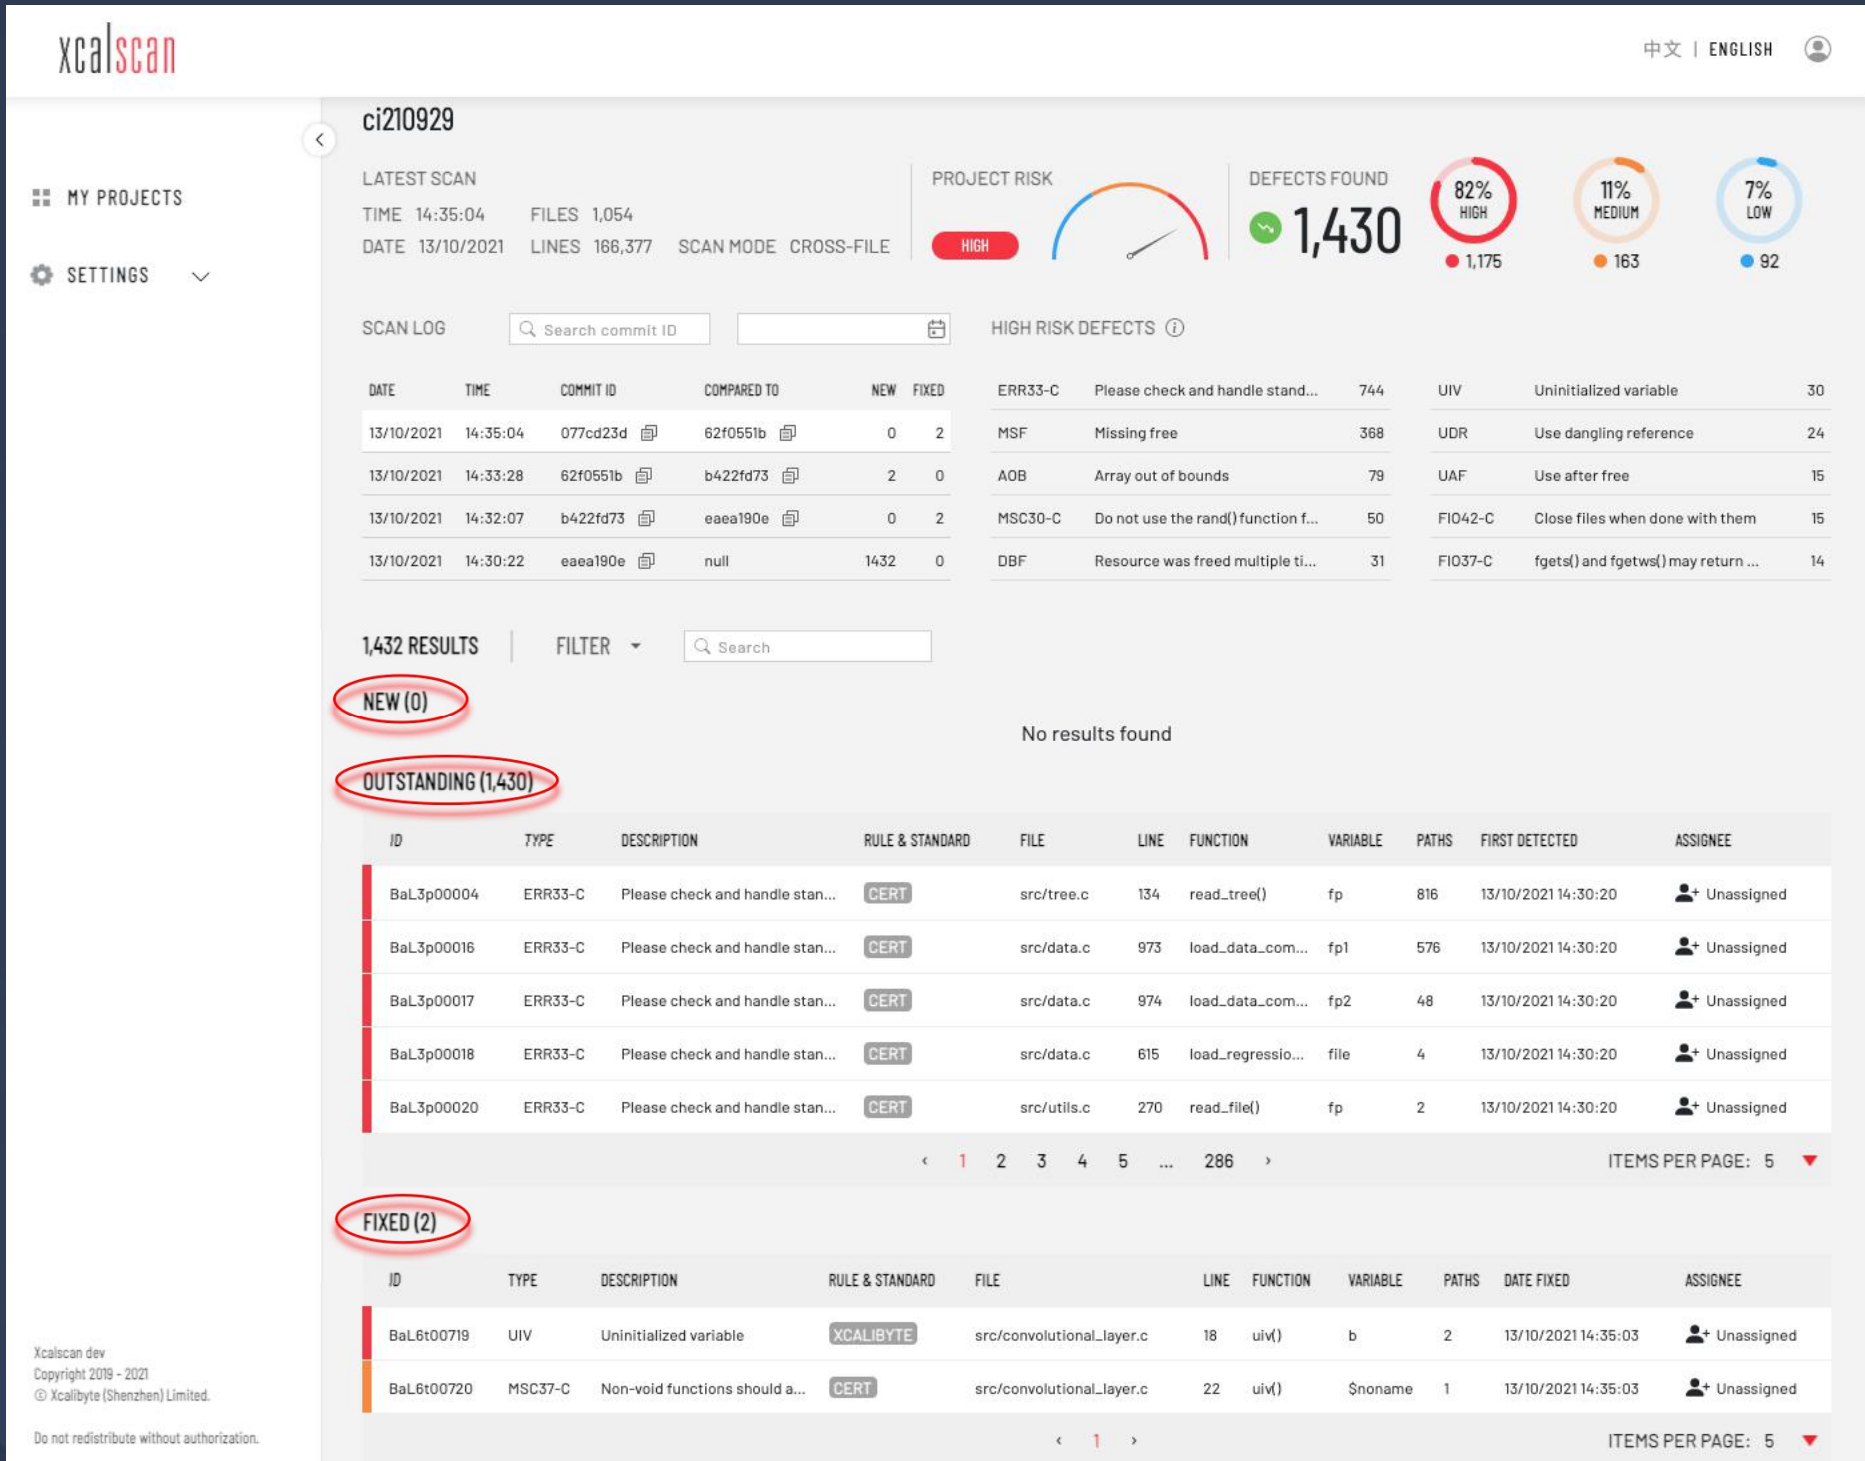 xcalscan
中文 | ENGLISH
MY PROJECTS
SETTINGS
ci210929
LATEST SCAN
TIME 14:35:04 FILES 1,054
DATE 13/10/2021 LINES 166,377 SCAN MODE CROSS-FILE
PROJECT RISK
HIGH
DEFECTS FOUND
1,430
82% HIGH
1,175
11% MEDIUM
163
7% LOW
92
SCAN LOG Search commit ID
DATE TIME COMMIT ID COMPARED TO NEW FIXED
13/10/2021 14:35:04 077cd23d 62f0551b 0 2
13/10/2021 14:33:28 62f0551b b422fd73 2 0
13/10/2021 14:32:07 b422fd73 eaea190e 0 2
13/10/2021 14:30:22 eaea190e null 1432 0
HIGH RISK DEFECTS
ERR33-C Please check and handle stand... 744
MSF Missing free 368
AOB Array out of bounds 79
MSC30-C Do not use the rand() function f... 50
DBF Resource was freed multiple ti... 31
UIV Uninitialized variable 30
UDR Use dangling reference 24
UAF Use after free 15
FIO42-C Close files when done with them 15
FIO37-C fgets() and fgetws() may return ... 14
1,432 RESULTS | FILTER Search
NEW (0)
No results found
OUTSTANDING (1,430)
ID TYPE DESCRIPTION RULE & STANDARD FILE LINE FUNCTION VARIABLE PATHS FIRST DETECTED ASSIGNEE
BaL3p00004 ERR33-C Please check and handle stan... CERT src/tree.c 134 read_tree() fp 816 13/10/2021 14:30:20 Unassigned
BaL3p00016 ERR33-C Please check and handle stan... CERT src/data.c 973 load_data_com... fp1 576 13/10/2021 14:30:20 Unassigned
BaL3p00017 ERR33-C Please check and handle stan... CERT src/data.c 974 load_data_com... fp2 48 13/10/2021 14:30:20 Unassigned
BaL3p00018 ERR33-C Please check and handle stan... CERT src/data.c 615 load_regressio... file 4 13/10/2021 14:30:20 Unassigned
BaL3p00020 ERR33-C Please check and handle stan... CERT src/utils.c 270 read_file() fp 2 13/10/2021 14:30:20 Unassigned
‹ 1 2 3 4 5 ... 286 › ITEMS PER PAGE: 5
FIXED (2)
ID TYPE DESCRIPTION RULE & STANDARD FILE LINE FUNCTION VARIABLE PATHS DATE FIXED ASSIGNEE
BaL6t00719 UIV Uninitialized variable XCALIBYTE src/convolutional_layer.c 18 uiv() b 2 13/10/2021 14:35:03 Unassigned
BaL6t00720 MSC37-C Non-void functions should a... CERT src/convolutional_layer.c 22 uiv() $noname 1 13/10/2021 14:35:03 Unassigned
‹ 1 › ITEMS PER PAGE: 5
Xcalscan dev
Copyright 2019 - 2021
© Xcalibyte (Shenzhen) Limited.
Do not redistribute without authorization.